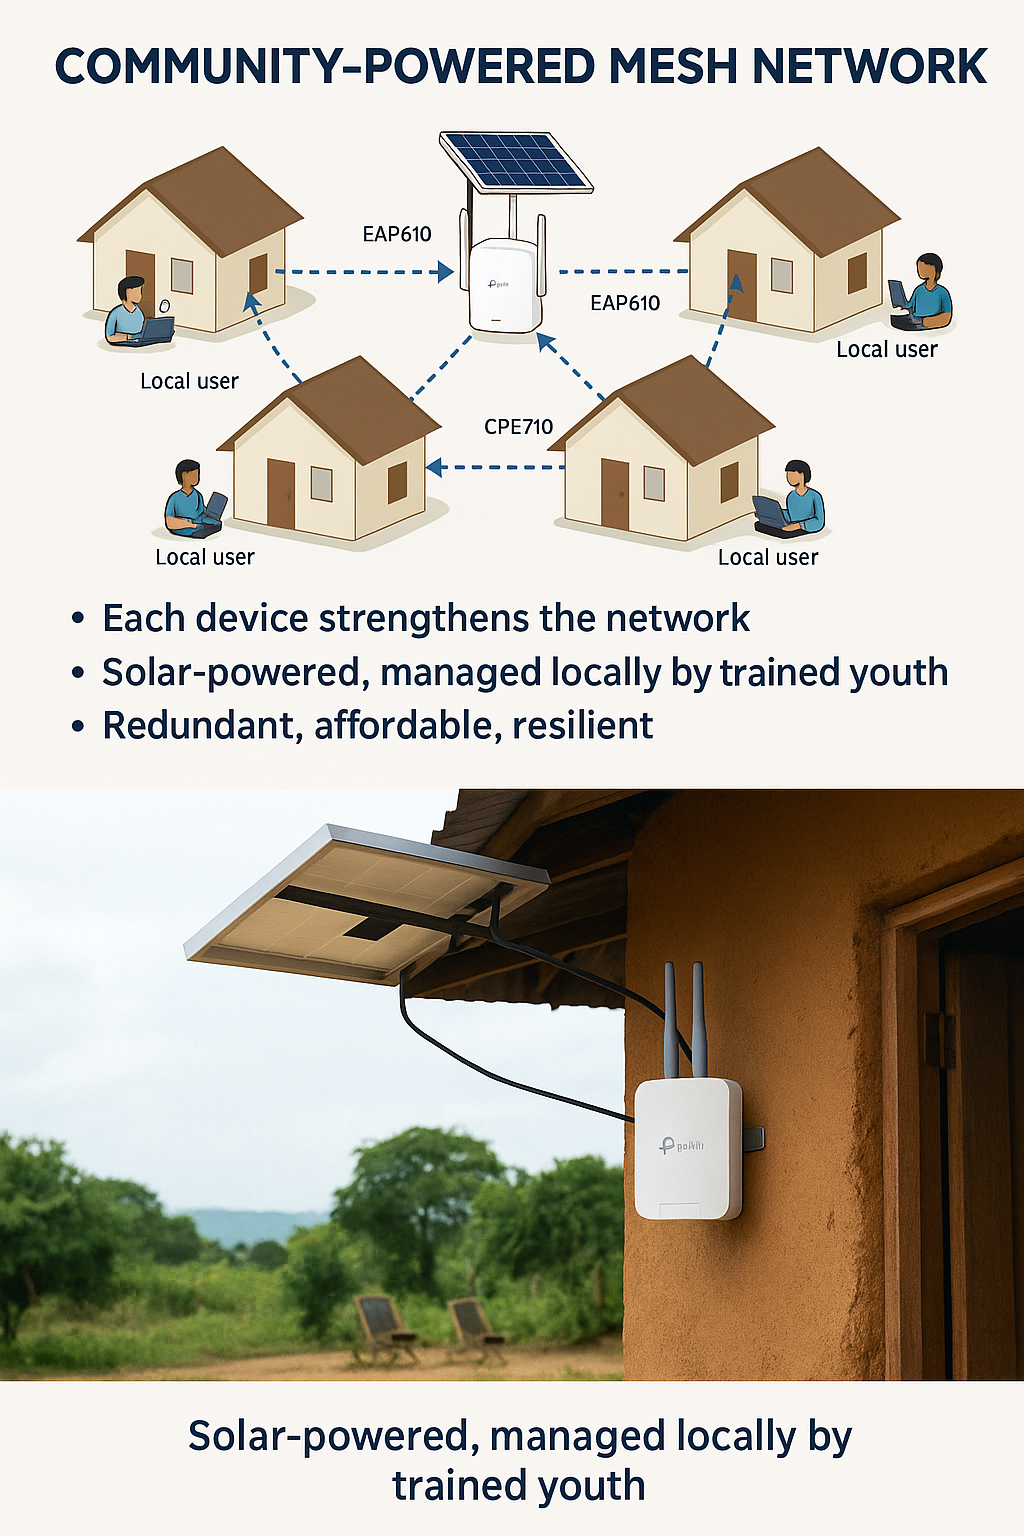 COMMUNITY-POWERED MESH NETWORK
EAP610
EAP610
Local user
Local user
CPE710
Local user
Local user
• Each device strengthens the network
• Solar-powered, managed locally by trained youth
• Redundant, affordable, resilient
Solar-powered, managed locally by
trained youth